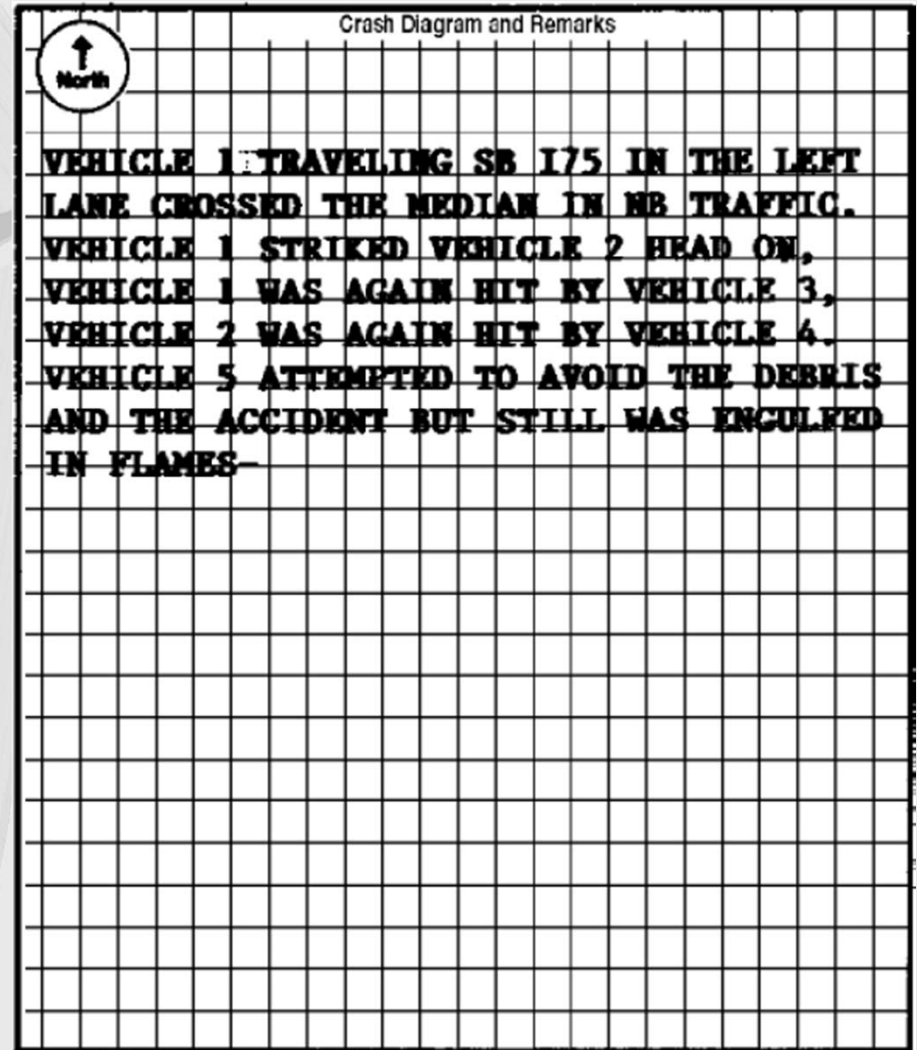 Crash Diagram and Remarks
North
VEHICLE 1 TRAVELING SB I75 IN THE LEFT
LANE CROSSED THE MEDIAN IN NB TRAFFIC.
VEHICLE 1 STRIKED VEHICLE 2 HEAD ON,
VEHICLE 1 WAS AGAIN HIT BY VEHICLE 3,
VEHICLE 2 WAS AGAIN HIT BY VEHICLE 4.
VEHICLE 5 ATTEMPTED TO AVOID THE DEBRIS
AND THE ACCIDENT BUT STILL WAS ENGULFED
IN FLAMES-